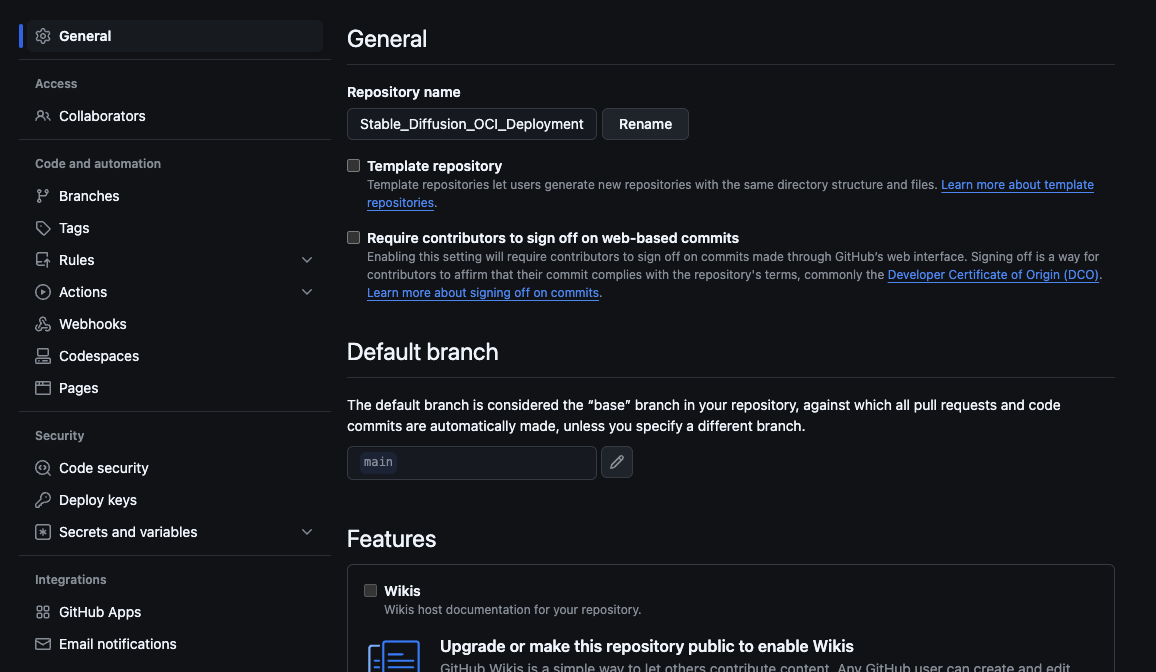 General
Access
Collaborators
Code and automation
Branches
Tags
Rules
Actions
Webhooks
Codespaces
Pages
Security
Code security
Deploy keys
Secrets and variables
Integrations
GitHub Apps
Email notifications
General
Repository name
Stable_Diffusion_OCI_Deployment
Rename
Template repository
Template repositories let users generate new repositories with the same directory structure and files. Learn more about template
repositories.
Require contributors to sign off on web-based commits
Enabling this setting will require contributors to sign off on commits made through GitHub's web interface. Signing off is a way for
contributors to affirm that their commit complies with the repository's terms, commonly the Developer Certificate of Origin (DCO).
Learn more about signing off on commits.
Default branch
The default branch is considered the “base” branch in your repository, against which all pull requests and code
commits are automatically made, unless you specify a different branch.
main
Features
Wikis
Wikis host documentation for your repository.
Upgrade or make this repository public to enable Wikis
GitHub Wikis is a simple way to let others contribute content. Any GitHub user can create and edit